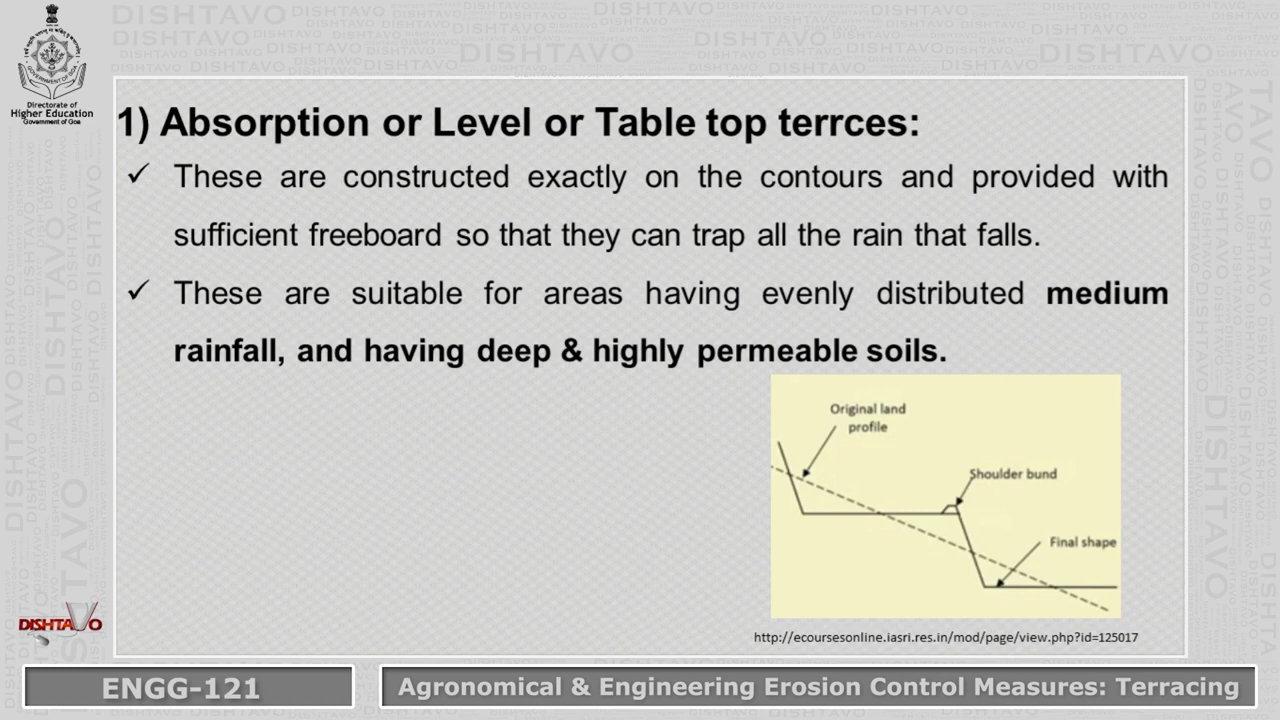 Directorate of
Higher Education
Government of Goa
1) Absorption or Level or Table top terrces:
✓ These are constructed exactly on the contours and provided with
sufficient freeboard so that they can trap all the rain that falls.
✓ These are suitable for areas having evenly distributed medium
rainfall, and having deep & highly permeable soils.
Original land
profile
Shoulder bund
Final shape
http://ecoursesonline.iasri.res.in/mod/page/view.php?id=125017
DISHTAVO
ENGG-121
Agronomical & Engineering Erosion Control Measures: Terracing